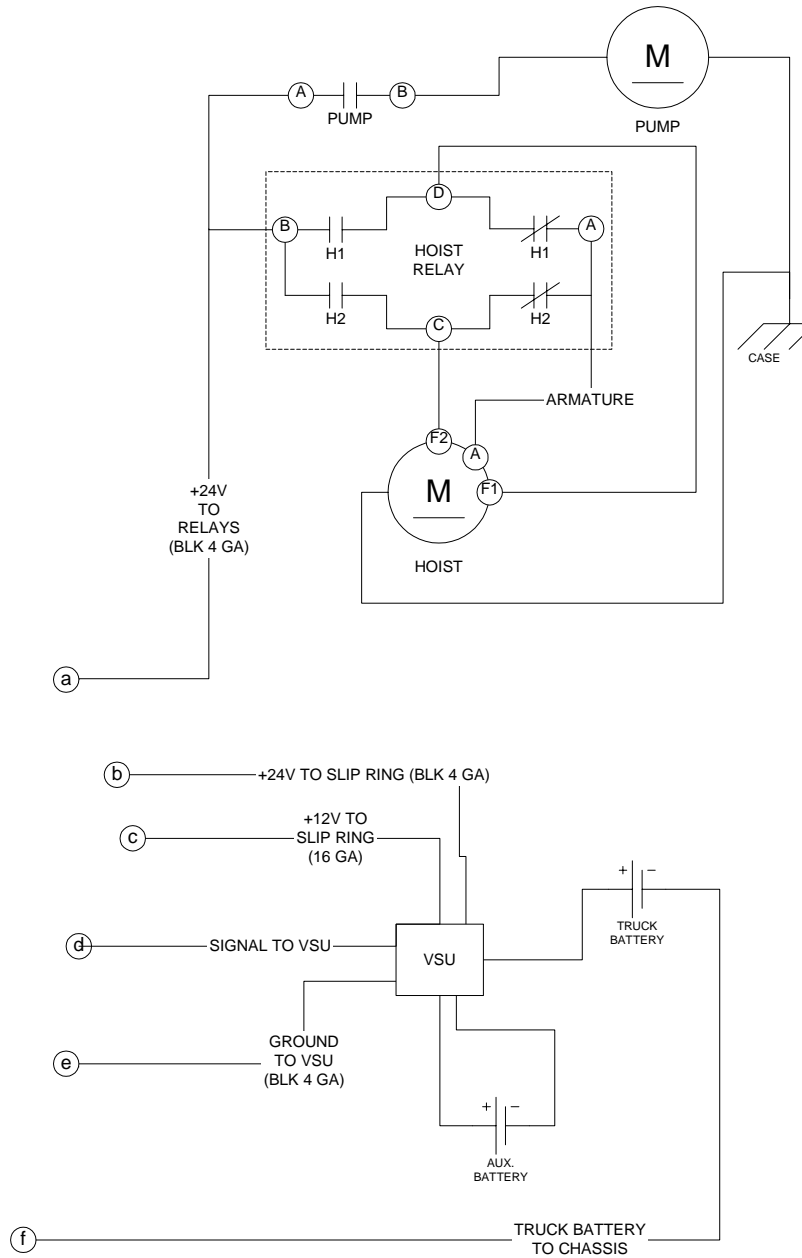 M
A
B
PUMP
PUMP
D
B
A
H1
H1
HOIST
RELAY
H2
H2
C
CASE
ARMATURE
F2
A
M
F1
+24V
TO
RELAYS
(BLK 4 GA)
HOIST
a
b
+24V TO SLIP RING (BLK 4 GA)
+12V TO
SLIP RING
(16 GA)
c
+ −
TRUCK
BATTERY
d
SIGNAL TO VSU
VSU
GROUND
TO VSU
(BLK 4 GA)
e
+ −
AUX.
BATTERY
f
TRUCK BATTERY
TO CHASSIS